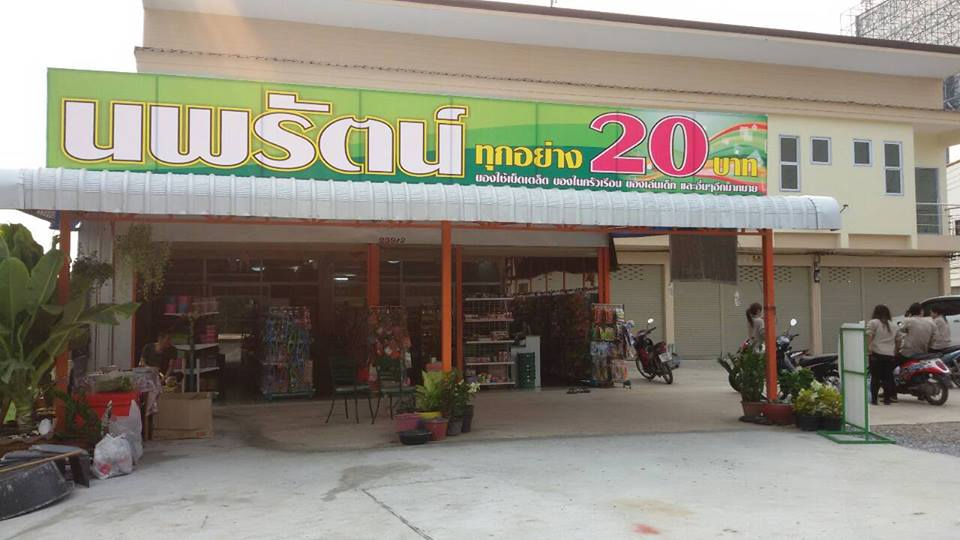 นพรัตน์ ทุกอย่าง 20 บาท
ของใช้เบ็ดเตล็ด ของในครัวเรือน ของเล่นเด็ก และอื่นๆอีกมากมาย
239/2